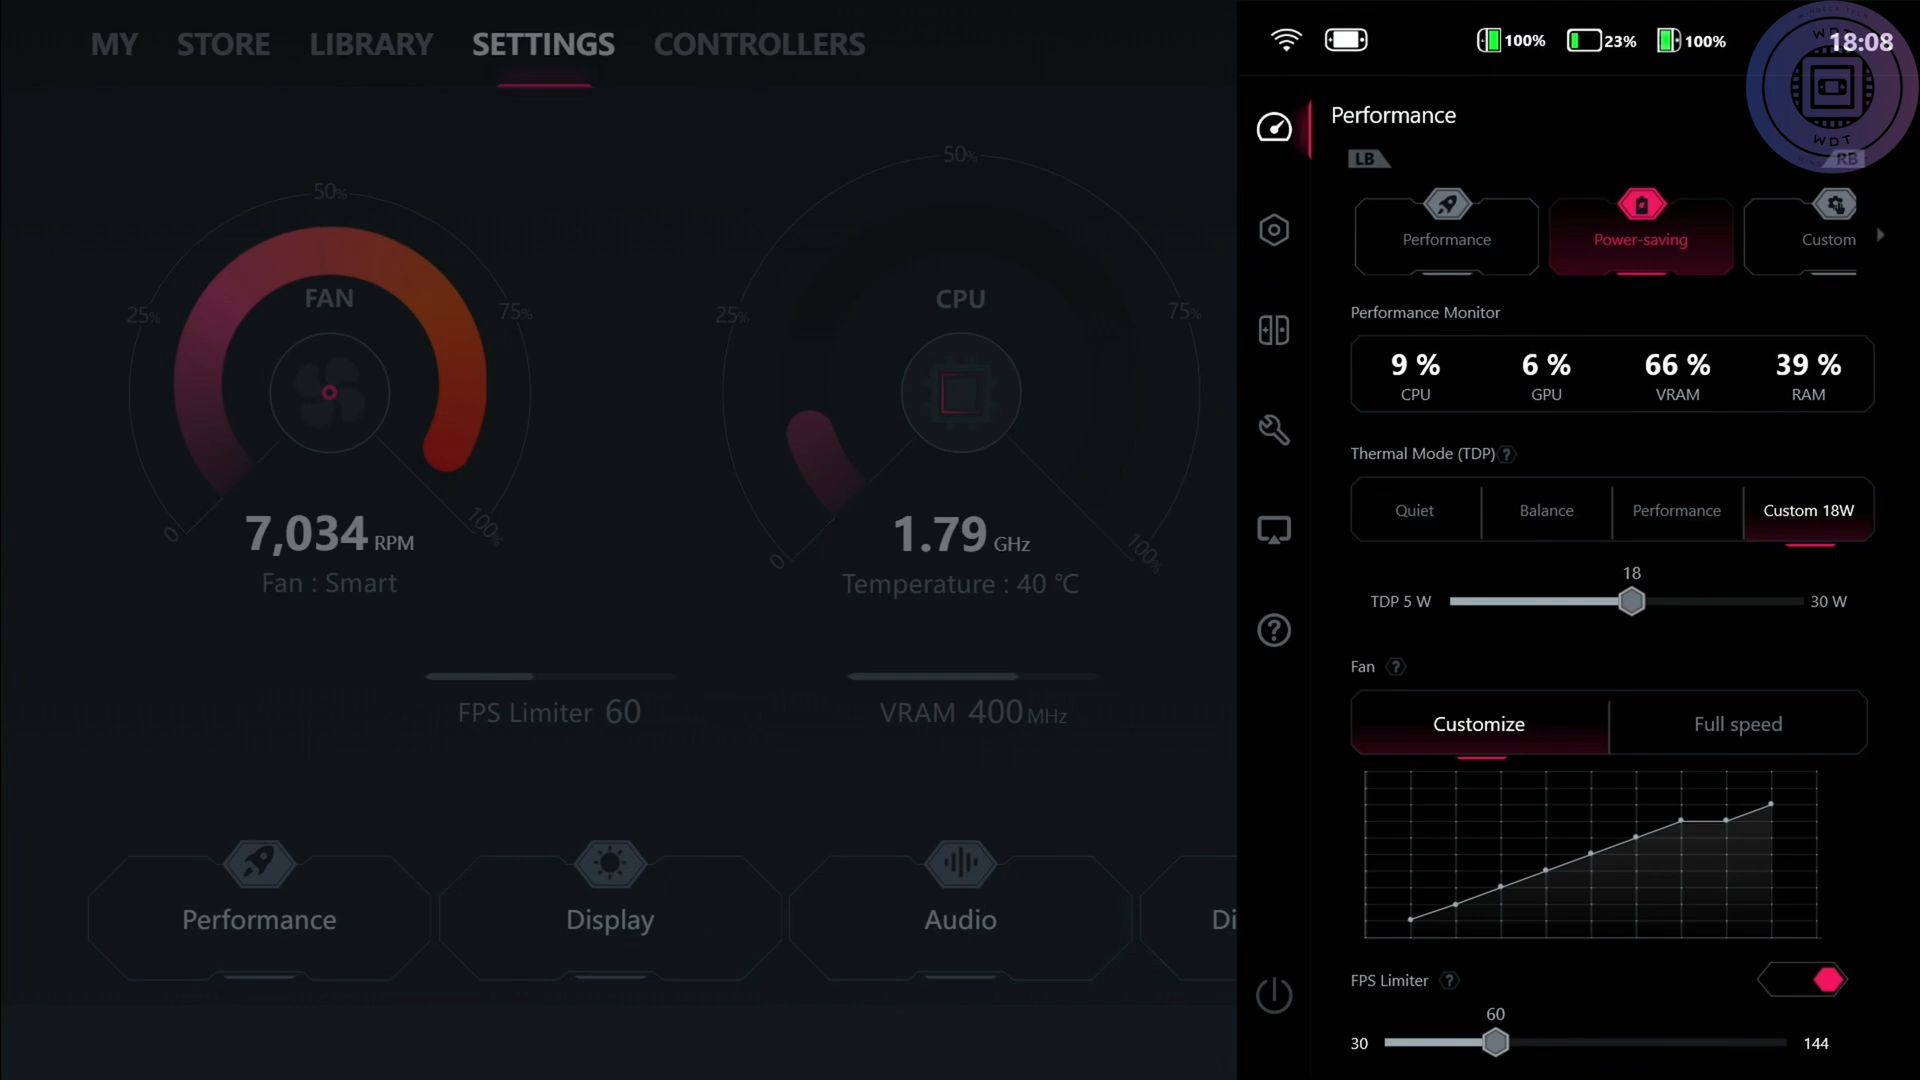 MY STORE LIBRARY SETTINGS CONTROLLERS
50%
FAN
25%
75%
0
100%
7,034 RPM
Fan : Smart
50%
CPU
25%
75%
0
100%
1.79 GHz
Temperature : 40 ℃
FPS Limiter 60
VRAM 400 MHz
Performance
Display
Audio
Di
100% 23% 100% 18:08
WDT
WDT
Performance
LB RB
Performance Power-saving Custom
Performance Monitor
9 % 6 % 66 % 39 %
CPU GPU VRAM RAM
Thermal Mode (TDP) ?
Quiet Balance Performance Custom 18W
18
TDP 5 W 30 W
Fan ?
Customize Full speed
FPS Limiter ?
60
30 144